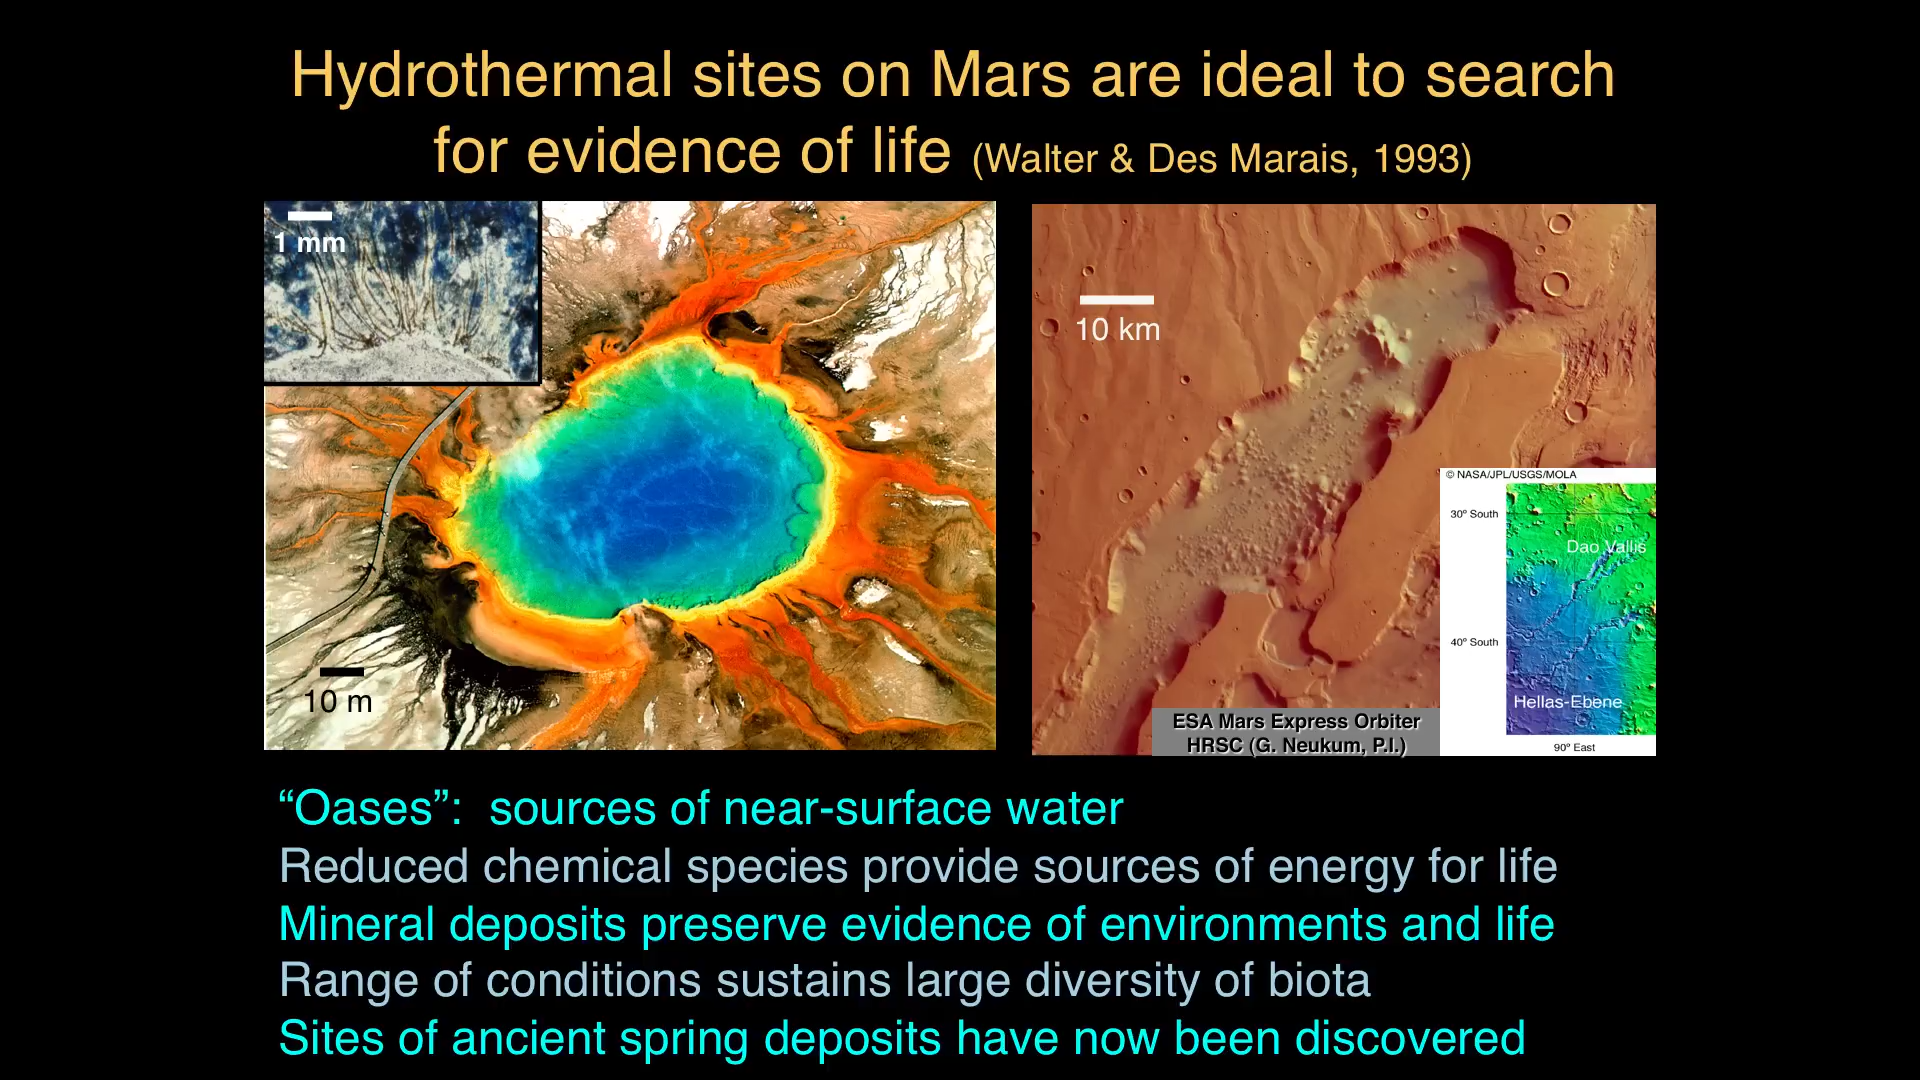 Hydrothermal sites on Mars are ideal to search
for evidence of life (Walter & Des Marais, 1993)
1 mm
10 m
10 km
© NASA/JPL/USGS/MOLA
30° South
Dao Vallis
40° South
Hellas-Ebene
90° East
ESA Mars Express Orbiter
HRSC (G. Neukum, P.I.)
“Oases”:  sources of near-surface water
Reduced chemical species provide sources of energy for life
Mineral deposits preserve evidence of environments and life
Range of conditions sustains large diversity of biota
Sites of ancient spring deposits have now been discovered